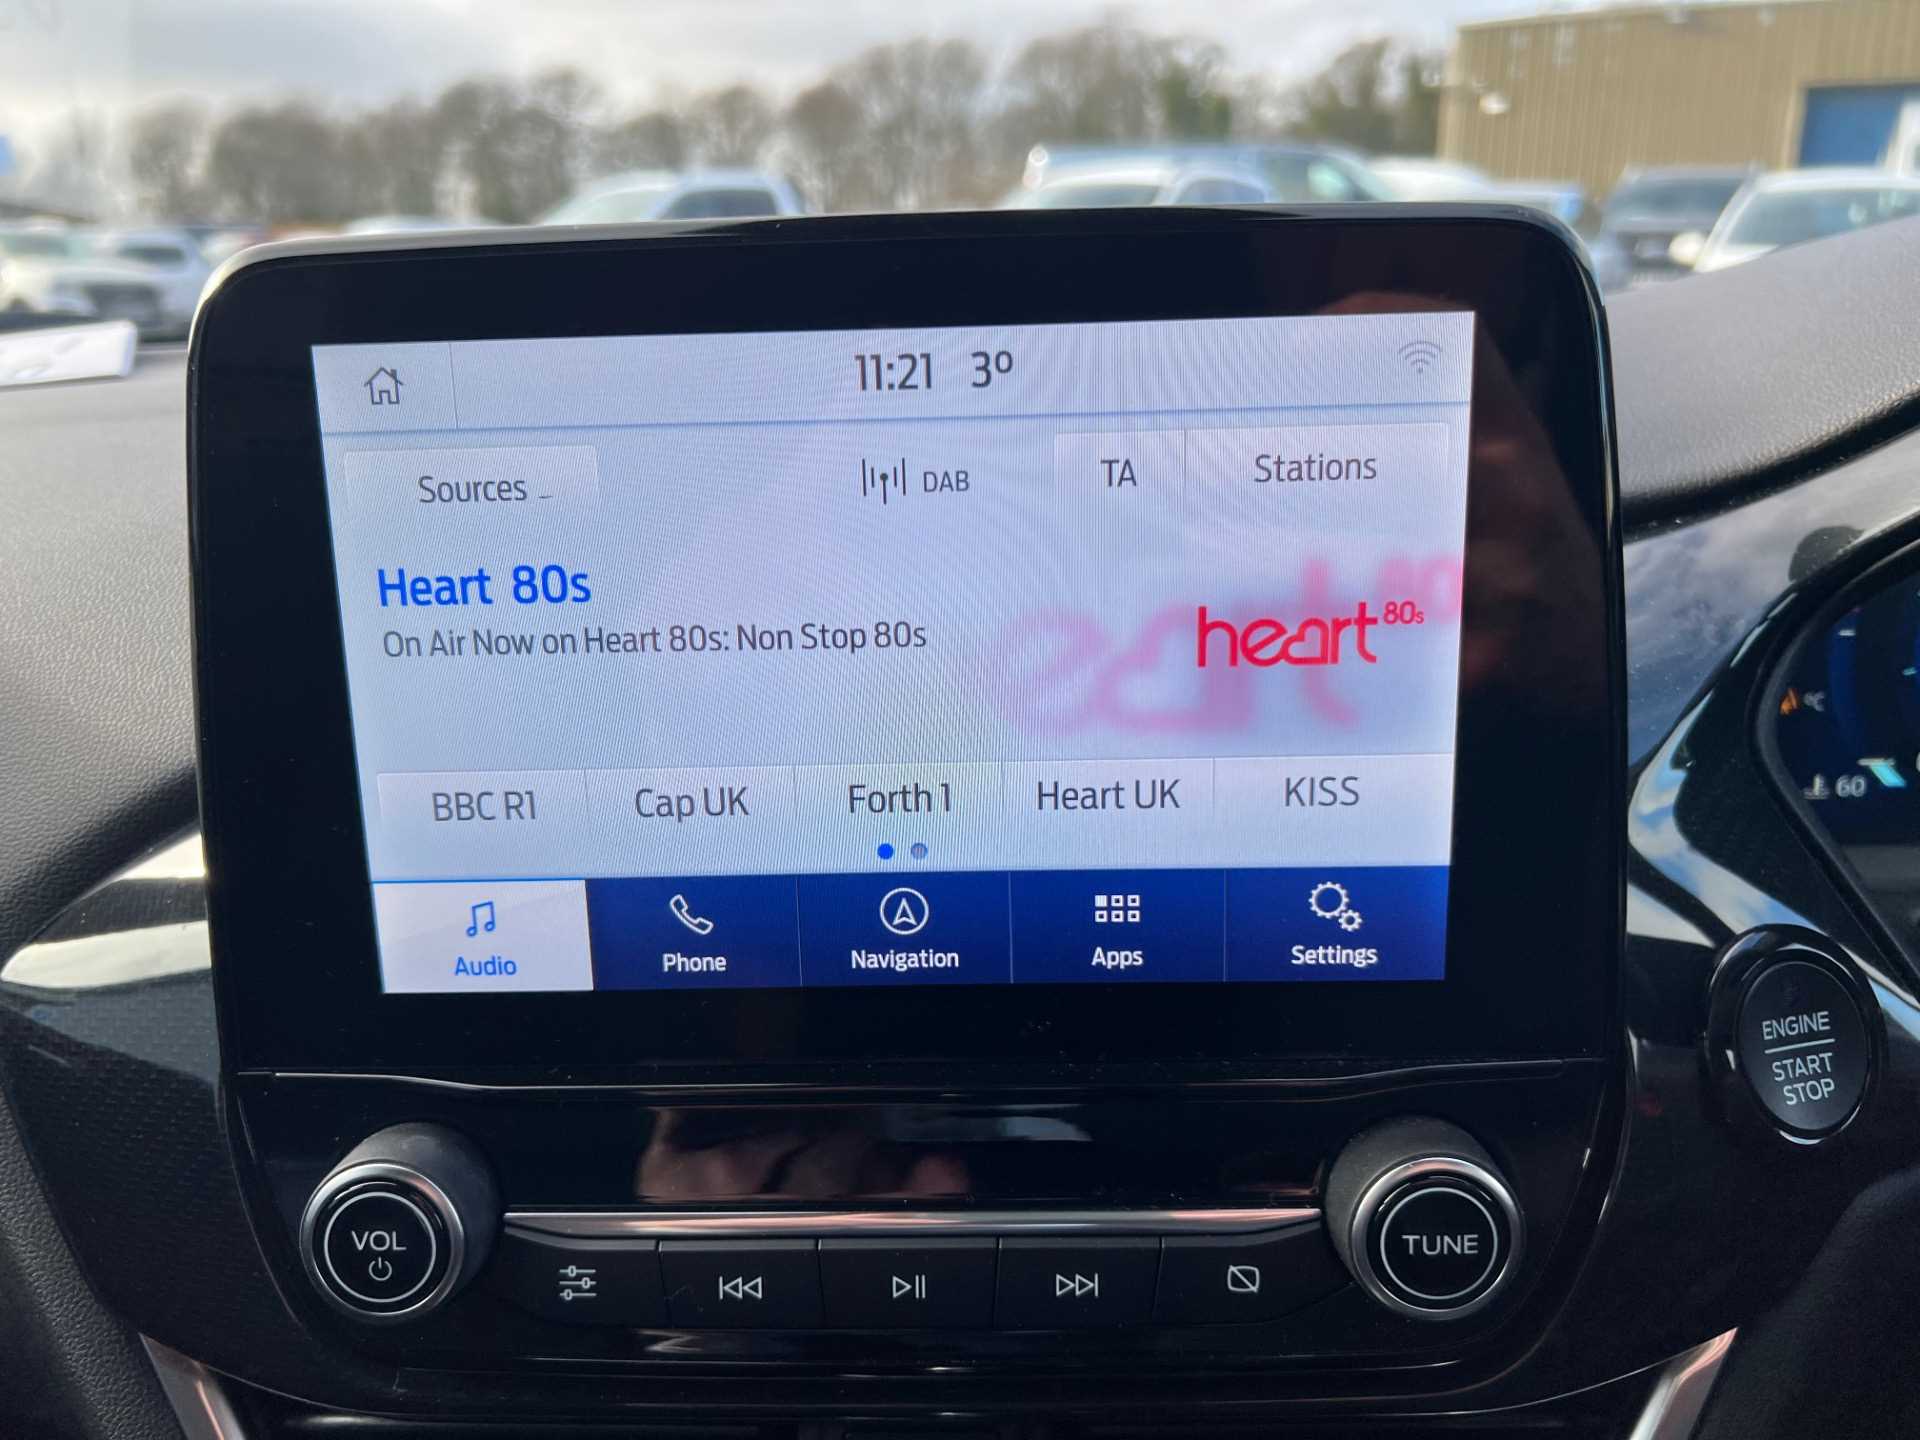 11:21 3º
Sources
DAB
TA
Stations
Heart 80s
On Air Now on Heart 80s: Non Stop 80s
heart 80s
BBC R1
Cap UK
Forth 1
Heart UK
KISS
Audio
Phone
Navigation
Apps
Settings
°C
60
ENGINE
START
STOP
VOL
TUNE